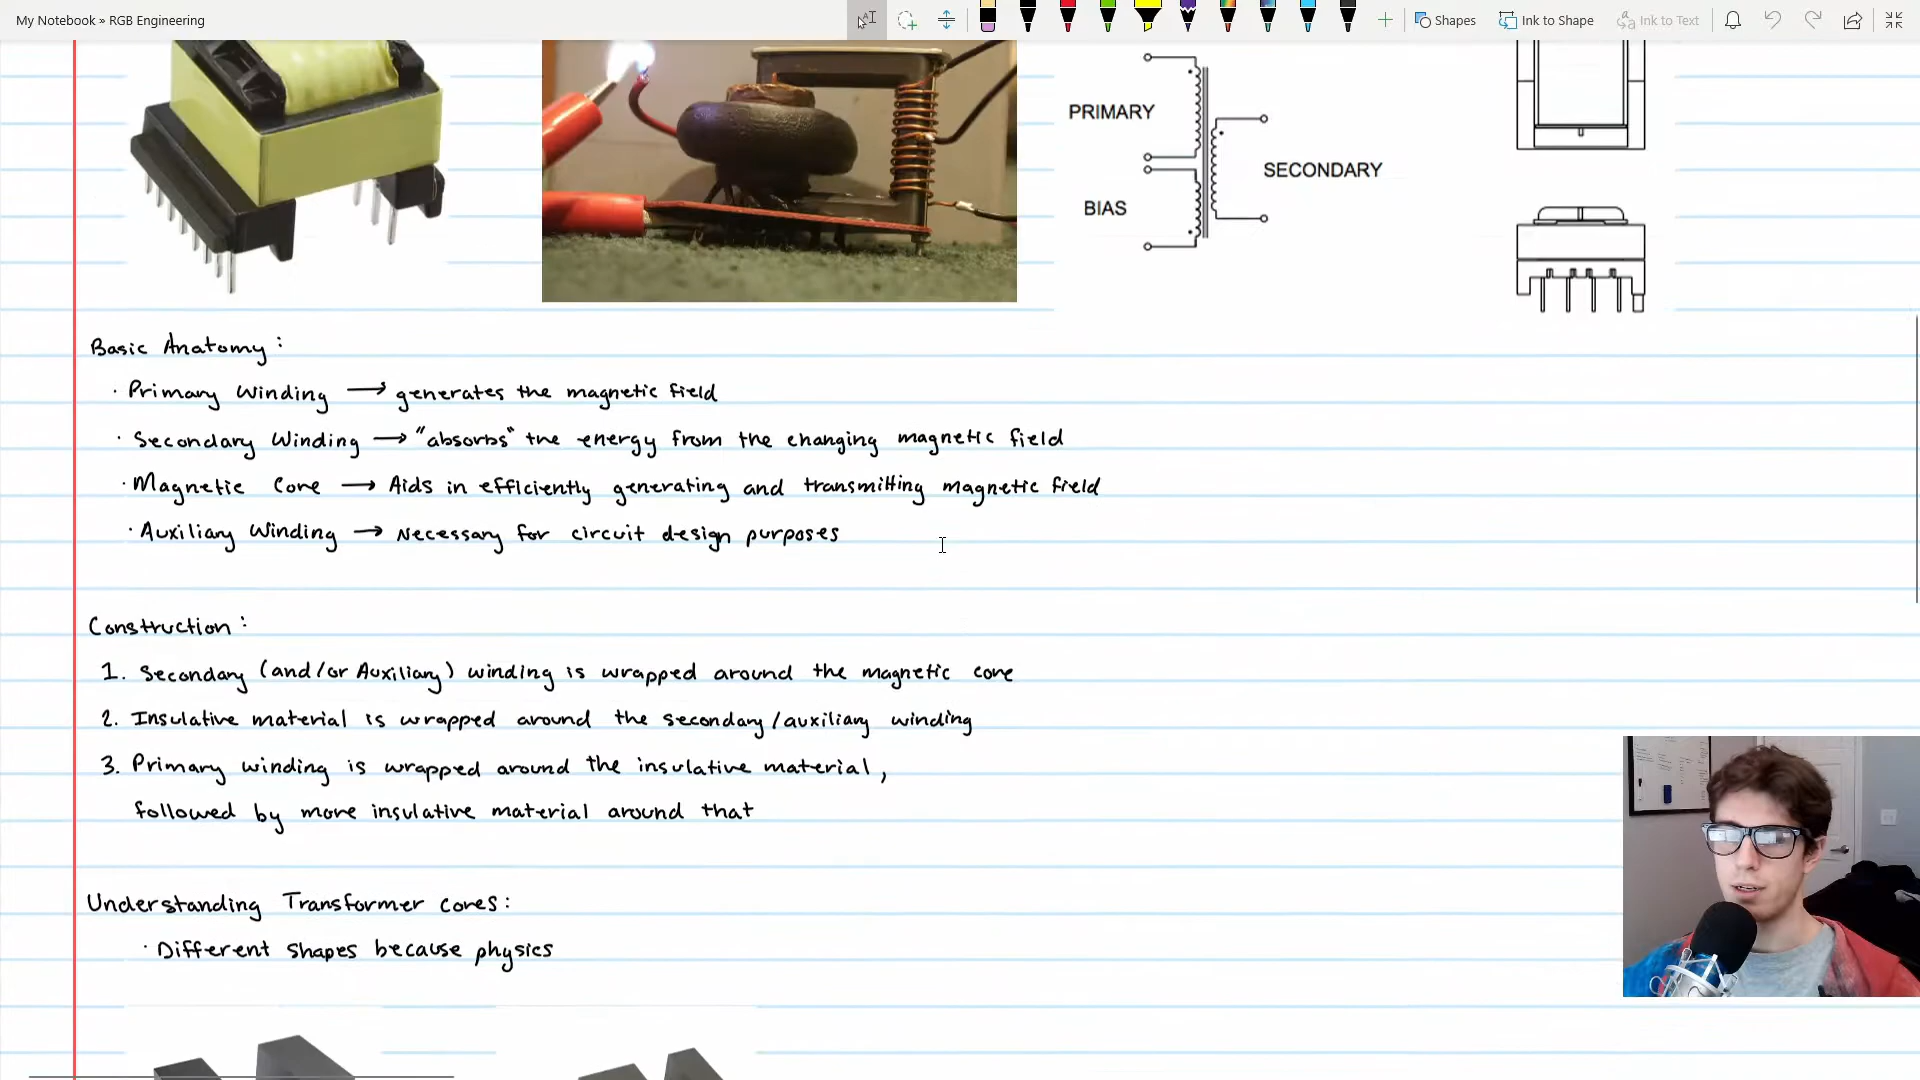 My Notebook » RGB Engineering
Shapes
Ink to Shape
Ink to Text
PRIMARY
SECONDARY
BIAS
Basic Anatomy:
· Primary Winding → generates the magnetic field
· Secondary Winding → "absorbs" the energy from the changing magnetic field
· Magnetic Core → Aids in efficiently generating and transmitting magnetic field
· Auxiliary Winding → Necessary for circuit design purposes
Construction:
1. Secondary (and/or Auxiliary) winding is wrapped around the magnetic core
2. Insulative material is wrapped around the secondary/auxiliary winding
3. Primary winding is wrapped around the insulative material,
followed by more insulative material around that
Understanding Transformer Cores:
· Different shapes because physics